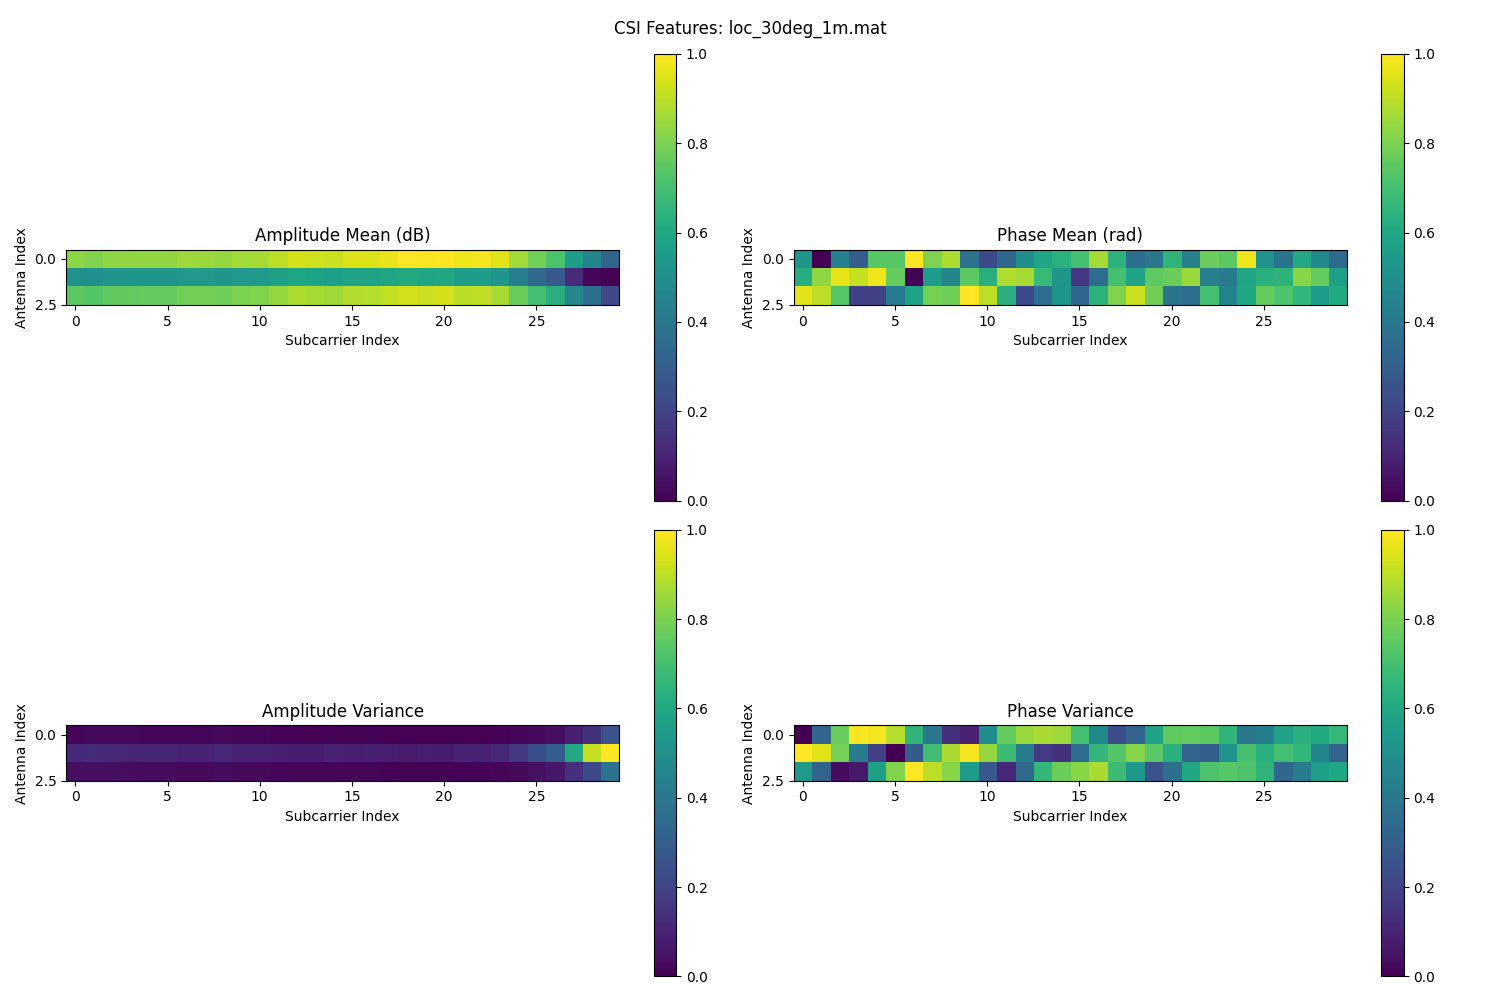 CSI Features: loc_30deg_1m.mat
Amplitude Mean (dB)
Antenna Index
0.0
2.5
0 5 10 15 20 25
Subcarrier Index
1.0
0.8
0.6
0.4
0.2
0.0
Phase Mean (rad)
Antenna Index
0.0
2.5
0 5 10 15 20 25
Subcarrier Index
1.0
0.8
0.6
0.4
0.2
0.0
Amplitude Variance
Antenna Index
0.0
2.5
0 5 10 15 20 25
Subcarrier Index
1.0
0.8
0.6
0.4
0.2
0.0
Phase Variance
Antenna Index
0.0
2.5
0 5 10 15 20 25
Subcarrier Index
1.0
0.8
0.6
0.4
0.2
0.0